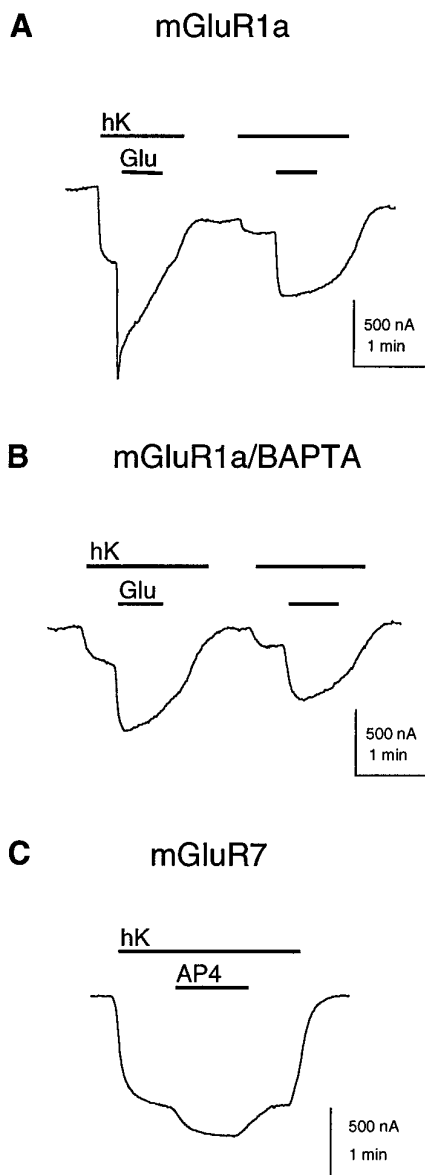 A
mGluR1a
hK
Glu
500 nA
1 min
B
mGluR1a/BAPTA
hK
Glu
500 nA
1 min
C
mGluR7
hK
AP4
500 nA
1 min